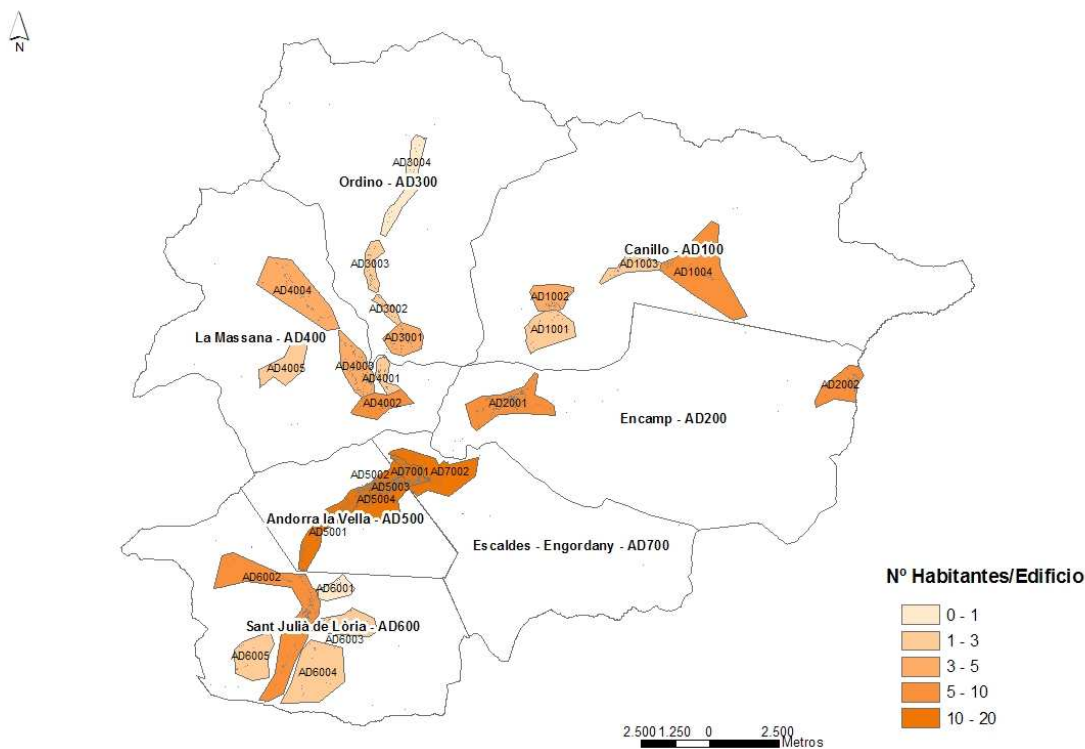 N
AD3004
Ordino - AD300
AD3003
AD3002
AD3001
Canillo - AD100
AD1003
AD1004
AD1002
AD1001
AD4004
La Massana - AD400
AD4005
AD4003
AD4001
AD4002
AD2002
AD2001
Encamp - AD200
AD5002
AD7001
AD7002
AD5003
AD5004
Andorra la Vella - AD500
AD5001
Escaldes - Engordany - AD700
AD6002
AD6001
Sant Julià de Lòria - AD600
AD6003
AD6005
AD6004
Nº Habitantes/Edificio
0 - 1
1 - 3
3 - 5
5 - 10
10 - 20
2.500 1.250 0 2.500
Metros